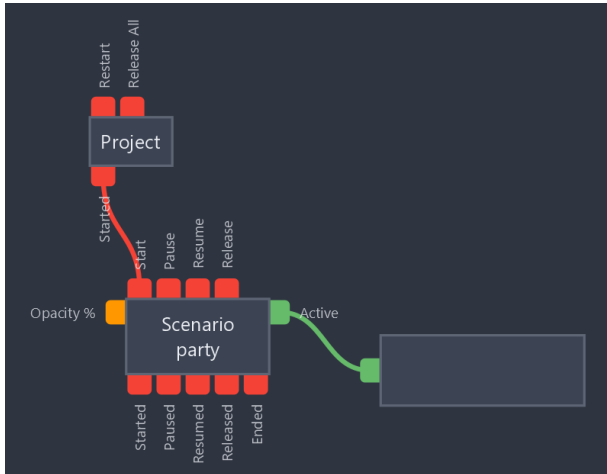 Restart
Release All
Project
Started
Start
Pause
Resume
Release
Opacity %
Scenario
party
Active
Started
Paused
Resumed
Released
Ended